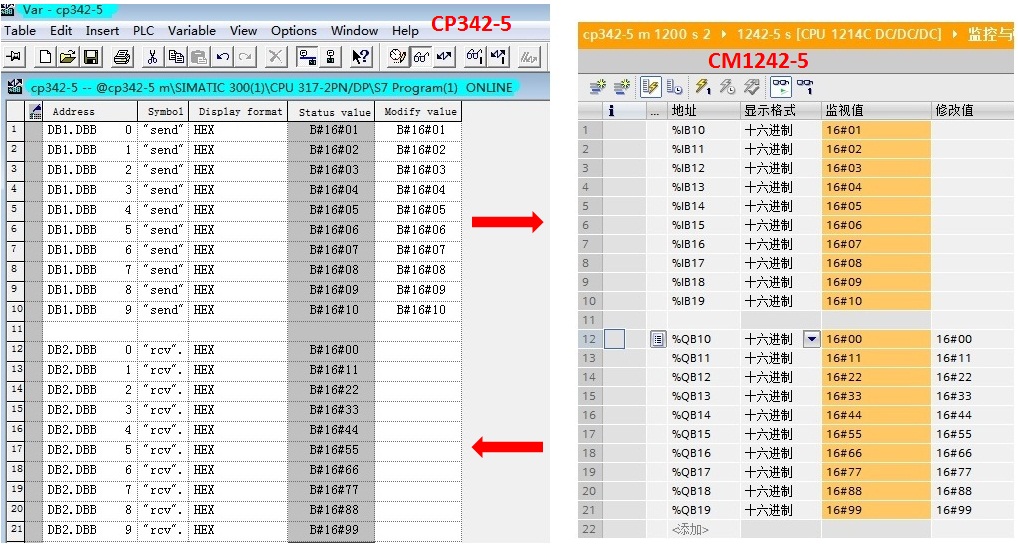 Var - cp342-5
CP342-5
Table Edit Insert PLC Variable View Options Window Help
cp342-5 -- @cp342-5 m\SIMATIC 300(1)\CPU 317-2PN/DP\S7 Program(1) ONLINE
Address Symbol Display format Status value Modify value
1 DB1.DBB 0 "send" HEX B#16#01 B#16#01
2 DB1.DBB 1 "send" HEX B#16#02 B#16#02
3 DB1.DBB 2 "send" HEX B#16#03 B#16#03
4 DB1.DBB 3 "send" HEX B#16#04 B#16#04
5 DB1.DBB 4 "send" HEX B#16#05 B#16#05
6 DB1.DBB 5 "send" HEX B#16#06 B#16#06
7 DB1.DBB 6 "send" HEX B#16#07 B#16#07
8 DB1.DBB 7 "send" HEX B#16#08 B#16#08
9 DB1.DBB 8 "send" HEX B#16#09 B#16#09
10 DB1.DBB 9 "send" HEX B#16#10 B#16#10
11
12 DB2.DBB 0 "rcv". HEX B#16#00
13 DB2.DBB 1 "rcv". HEX B#16#11
14 DB2.DBB 2 "rcv". HEX B#16#22
15 DB2.DBB 3 "rcv". HEX B#16#33
16 DB2.DBB 4 "rcv". HEX B#16#44
17 DB2.DBB 5 "rcv". HEX B#16#55
18 DB2.DBB 6 "rcv". HEX B#16#66
19 DB2.DBB 7 "rcv". HEX B#16#77
20 DB2.DBB 8 "rcv". HEX B#16#88
21 DB2.DBB 9 "rcv". HEX B#16#99
cp342-5 m 1200 s 2 1242-5 s [CPU 1214C DC/DC/DC] 监控与
CM1242-5
i ... 地址 显示格式 监视值 修改值
1 %IB10 十六进制 16#01
2 %IB11 十六进制 16#02
3 %IB12 十六进制 16#03
4 %IB13 十六进制 16#04
5 %IB14 十六进制 16#05
6 %IB15 十六进制 16#06
7 %IB16 十六进制 16#07
8 %IB17 十六进制 16#08
9 %IB18 十六进制 16#09
10 %IB19 十六进制 16#10
11
12 %QB10 十六进制 16#00 16#00
13 %QB11 十六进制 16#11 16#11
14 %QB12 十六进制 16#22 16#22
15 %QB13 十六进制 16#33 16#33
16 %QB14 十六进制 16#44 16#44
17 %QB15 十六进制 16#55 16#55
18 %QB16 十六进制 16#66 16#66
19 %QB17 十六进制 16#77 16#77
20 %QB18 十六进制 16#88 16#88
21 %QB19 十六进制 16#99 16#99
22 <添加>